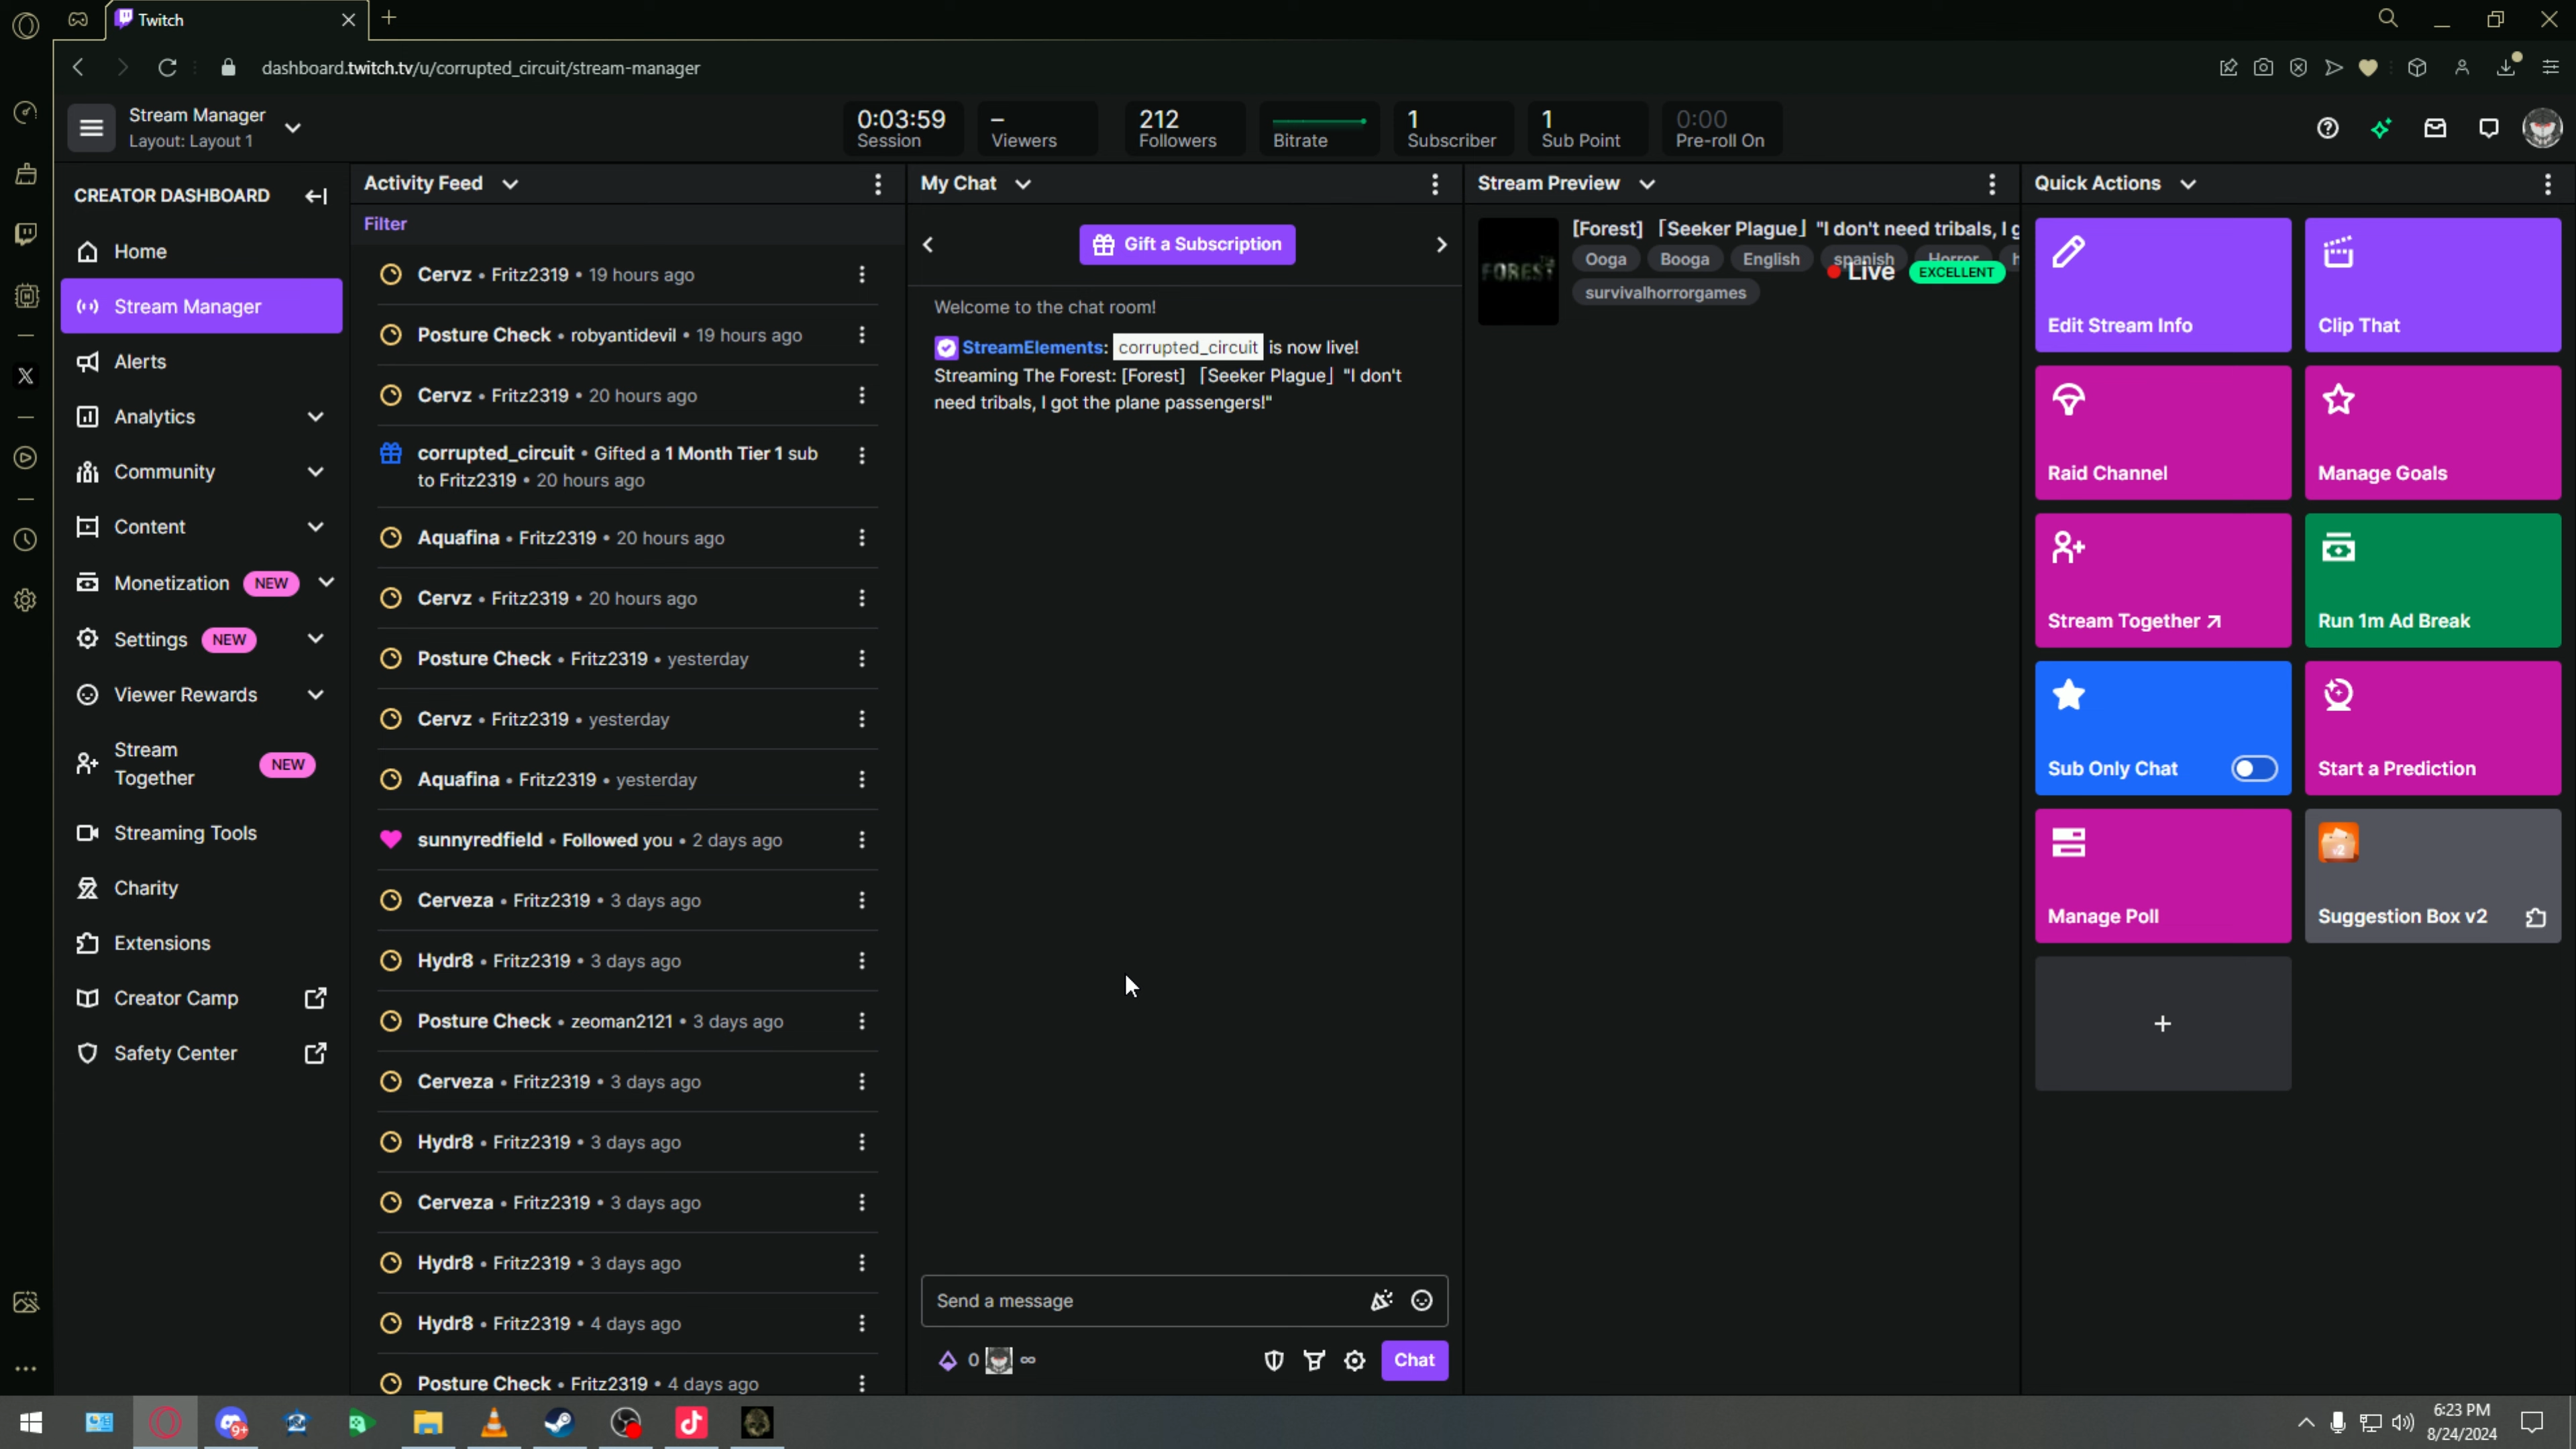 Twitch
dashboard.twitch.tv/u/corrupted_circuit/stream-manager
Stream Manager
Layout: Layout 1
0:03:59
Session
–
Viewers
212
Followers
Bitrate
1
Subscriber
1
Sub Point
0:00
Pre-roll On
CREATOR DASHBOARD
Home
Stream Manager
Alerts
Analytics
Community
Content
Monetization NEW
Settings NEW
Viewer Rewards
Stream
Together
NEW
Streaming Tools
Charity
Extensions
Creator Camp
Safety Center
Activity Feed
Filter
Cervz • Fritz2319 • 19 hours ago
Posture Check • robyantidevil • 19 hours ago
Cervz • Fritz2319 • 20 hours ago
corrupted_circuit • Gifted a 1 Month Tier 1 sub
to Fritz2319 • 20 hours ago
Aquafina • Fritz2319 • 20 hours ago
Cervz • Fritz2319 • 20 hours ago
Posture Check • Fritz2319 • yesterday
Cervz • Fritz2319 • yesterday
Aquafina • Fritz2319 • yesterday
sunnyredfield • Followed you • 2 days ago
Cerveza • Fritz2319 • 3 days ago
Hydr8 • Fritz2319 • 3 days ago
Posture Check • zeoman2121 • 3 days ago
Cerveza • Fritz2319 • 3 days ago
Hydr8 • Fritz2319 • 3 days ago
Cerveza • Fritz2319 • 3 days ago
Hydr8 • Fritz2319 • 3 days ago
Hydr8 • Fritz2319 • 4 days ago
Posture Check • Fritz2319 • 4 days ago
My Chat
Gift a Subscription
Welcome to the chat room!
StreamElements: corrupted_circuit is now live!
Streaming The Forest: [Forest] 「Seeker Plague」 "I don't
need tribals, I got the plane passengers!"
Send a message
0 ∞
Chat
Stream Preview
THE
FOREST
[Forest] 「Seeker Plague」 "I don't need tribals, I g
Ooga Booga English spanish Horror h
Live EXCELLENT
survivalhorrorgames
Quick Actions
Edit Stream Info
Clip That
Raid Channel
Manage Goals
Stream Together
Run 1m Ad Break
Sub Only Chat
Start a Prediction
Manage Poll
v2
Suggestion Box v2
+
9+
6:23 PM
8/24/2024